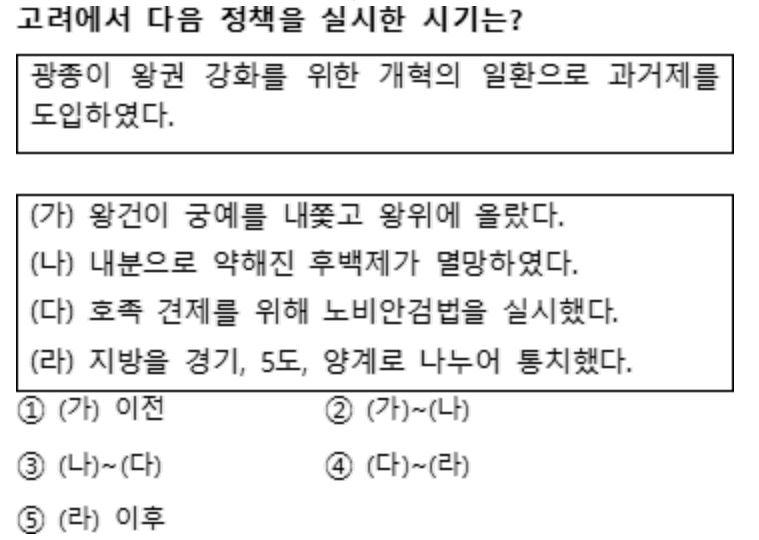 고려에서 다음 정책을 실시한 시기는?
광종이 왕권 강화를 위한 개혁의 일환으로 과거제를
도입하였다.
(가) 왕건이 궁예를 내쫓고 왕위에 올랐다.
(나) 내분으로 약해진 후백제가 멸망하였다.
(다) 호족 견제를 위해 노비안검법을 실시했다.
(라) 지방을 경기, 5도, 양계로 나누어 통치했다.
① (가) 이전 ② (가)~(나)
③ (나)~(다) ④ (다)~(라)
⑤ (라) 이후